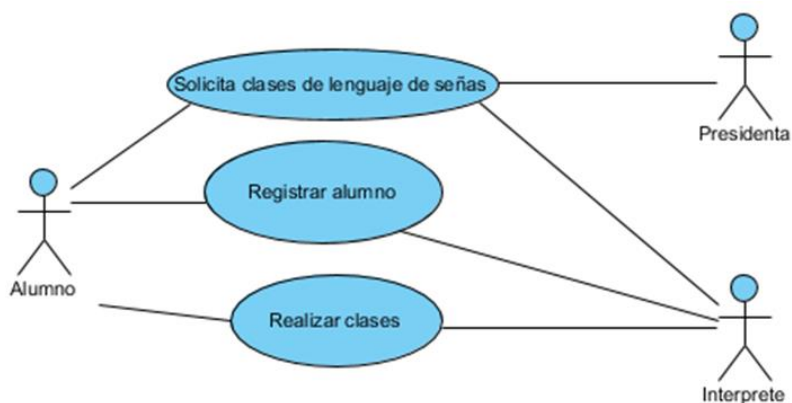 Solicita clases de lenguaje de señas
Presidenta
Registrar alumno
Alumno
Realizar clases
Interprete